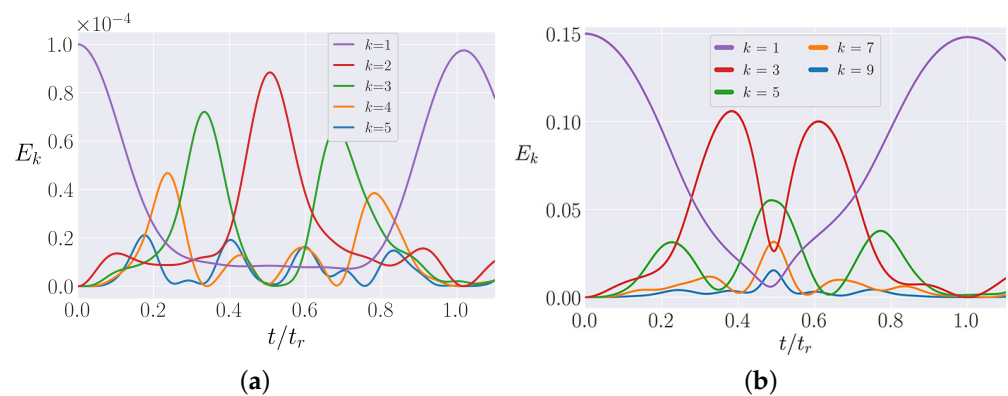 ×10⁻⁴
1.0
0.8
0.6
0.4
0.2
0.0
E_k
k=1
k=2
k=3
k=4
k=5
0.0 0.2 0.4 0.6 0.8 1.0
t/t_r
(a)
0.15
0.10
0.05
0.00
E_k
k = 1 k = 7
k = 3 k = 9
k = 5
0.0 0.2 0.4 0.6 0.8 1.0
t/t_r
(b)